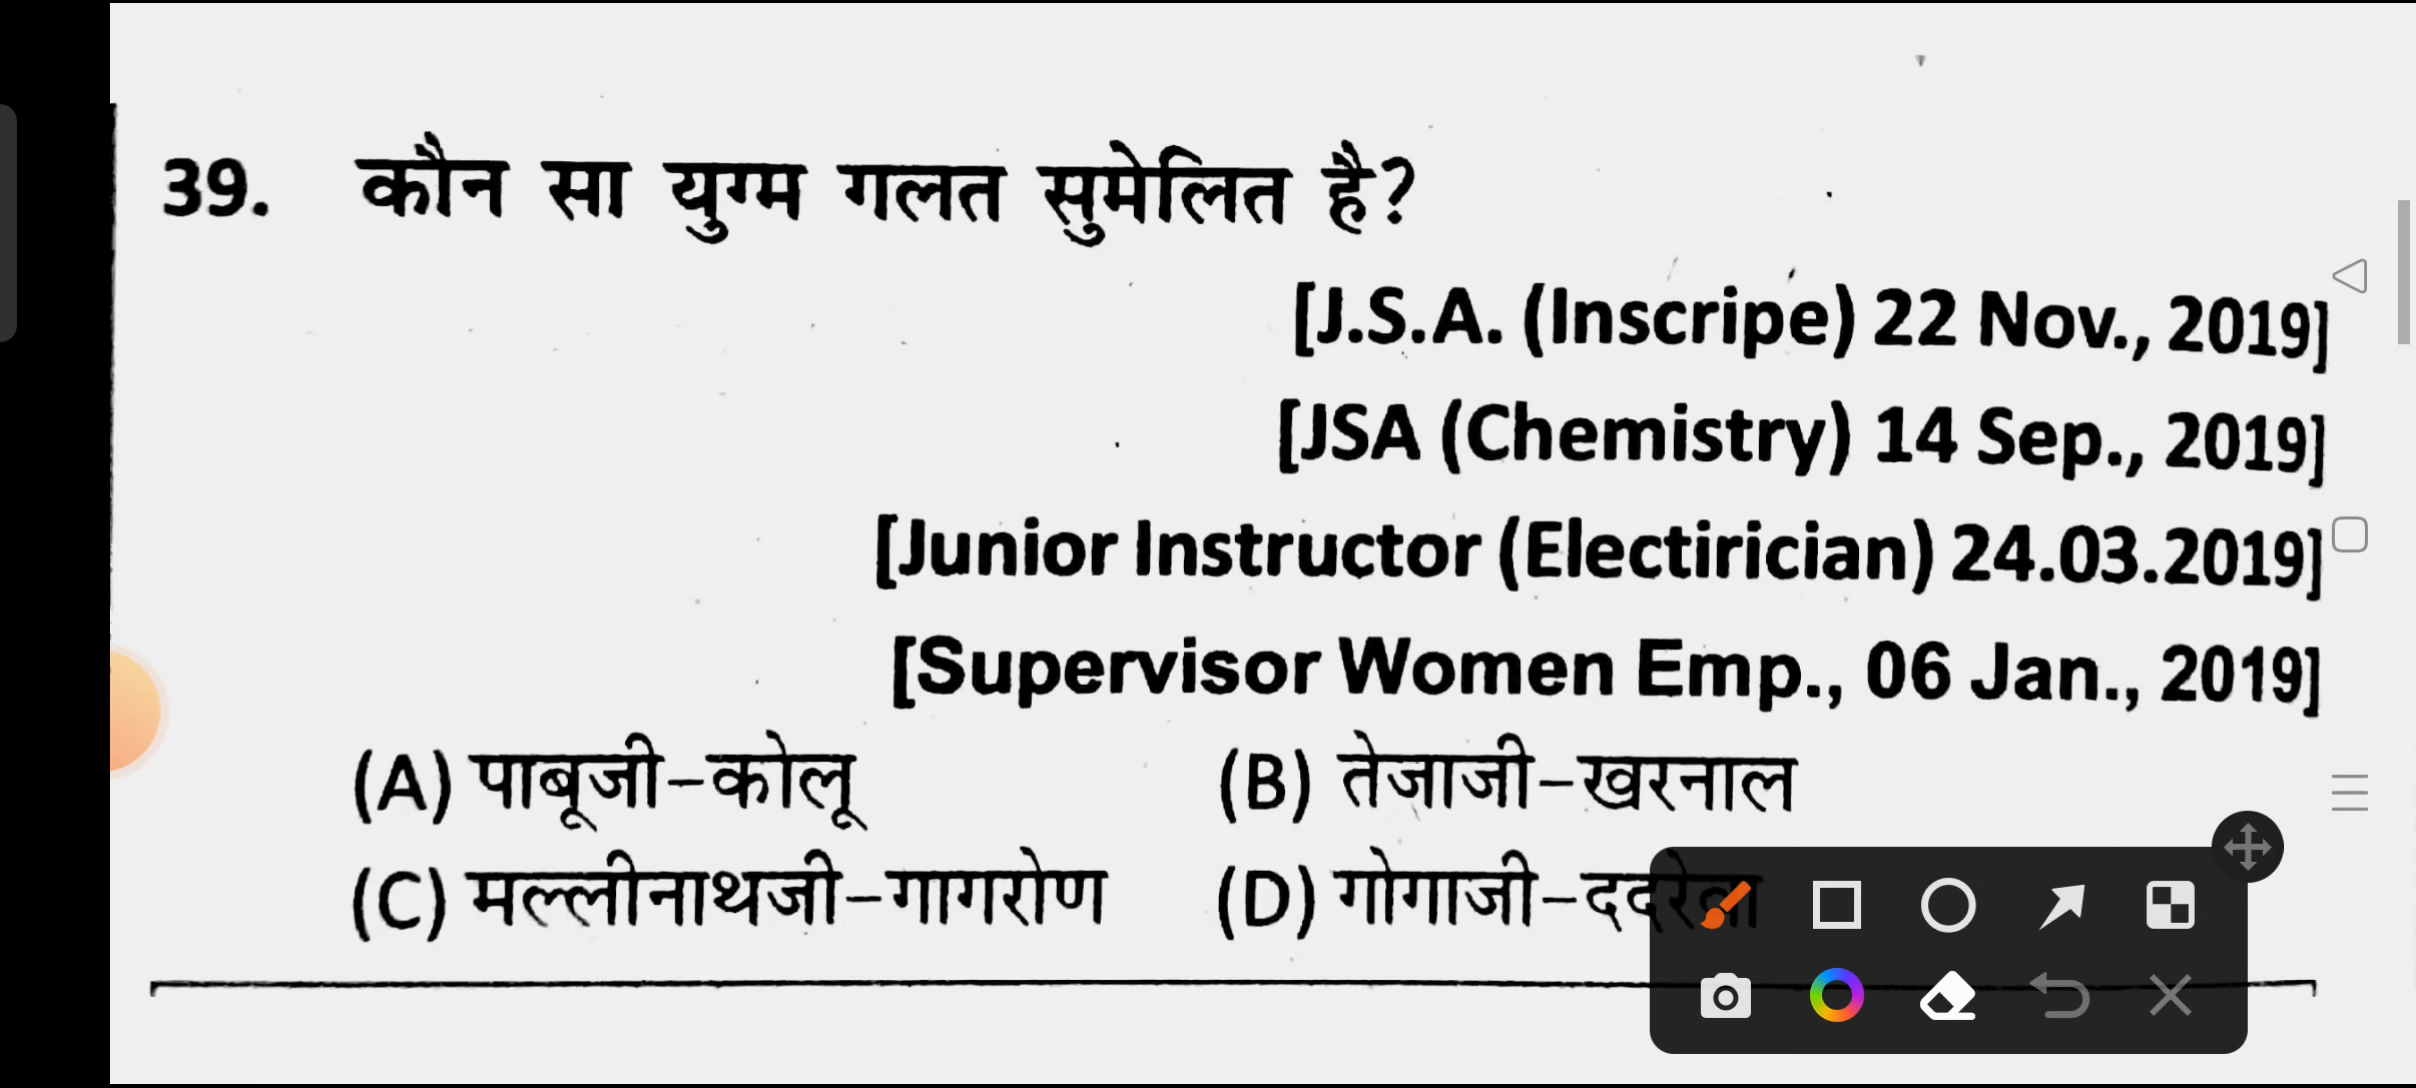 39. कौन सा युग्म गलत सुमेलित है?
[J.S.A. (Inscripe) 22 Nov., 2019]
[JSA (Chemistry) 14 Sep., 2019]
[Junior Instructor (Electirician) 24.03.2019]
[Supervisor Women Emp., 06 Jan., 2019]
(A) पाबूजी–कोलू (B) तेजाजी–खरनाल
(C) मल्लीनाथजी–गागरोण (D) गोगाजी–ददरेवा